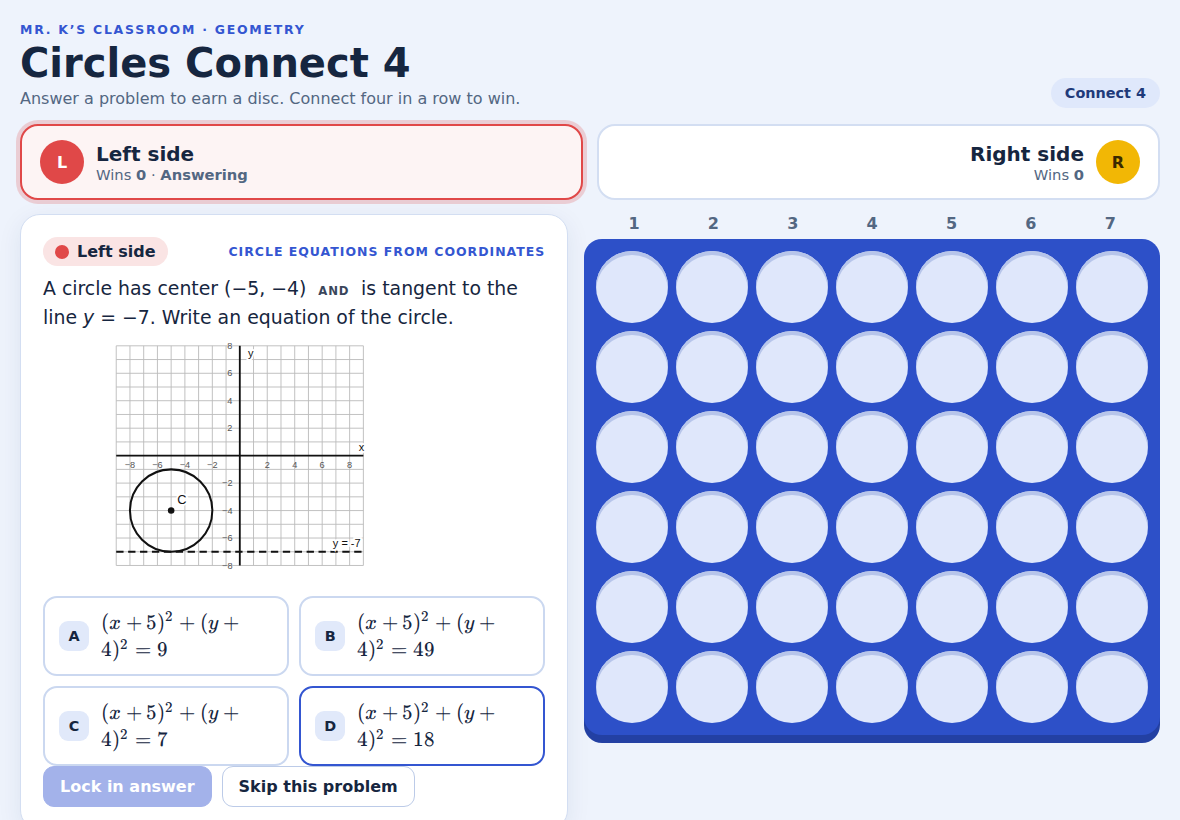 MR. K’S CLASSROOM · GEOMETRY
Circles Connect 4
Answer a problem to earn a disc. Connect four in a row to win.
Connect 4
L
Left side
Wins 0 · Answering
Right side
Wins 0
R
Left side
CIRCLE EQUATIONS FROM COORDINATES
A circle has center (−5, −4) AND is tangent to the
line y = −7. Write an equation of the circle.
8
y
6
4
2
x
−8 −6 −4 −2 2 4 6 8
−2
C
−4
−6
y = -7
−8
A
(x + 5)² + (y +
4)² = 9
B
(x + 5)² + (y +
4)² = 49
C
(x + 5)² + (y +
4)² = 7
D
(x + 5)² + (y +
4)² = 18
Lock in answer
Skip this problem
1 2 3 4 5 6 7